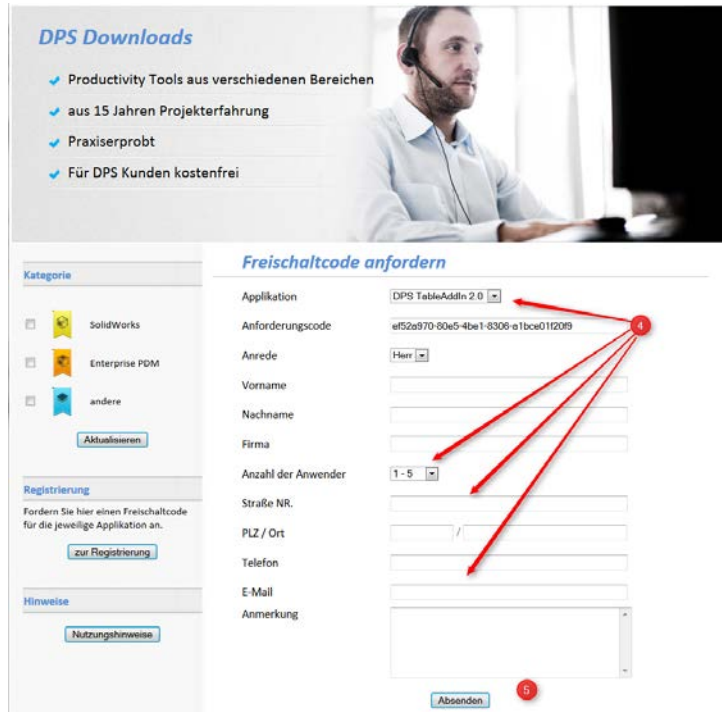 DPS Downloads
Productivity Tools aus verschiedenen Bereichen
aus 15 Jahren Projekterfahrung
Praxiserprobt
Für DPS Kunden kostenfrei
Kategorie
SolidWorks
Enterprise PDM
andere
Aktualisieren
Registrierung
Fordern Sie hier einen Freischaltcode
für die jeweilige Applikation an.
zur Registrierung
Hinweise
Nutzungshinweise
Freischaltcode anfordern
Applikation DPS TableAddIn 2.0
Anforderungscode ef52a970-80e5-4be1-8306-a1bce01f20f9
4
Anrede Herr
Vorname
Nachname
Firma
Anzahl der Anwender 1 - 5
Straße NR.
PLZ / Ort /
Telefon
E-Mail
Anmerkung
Absenden
5